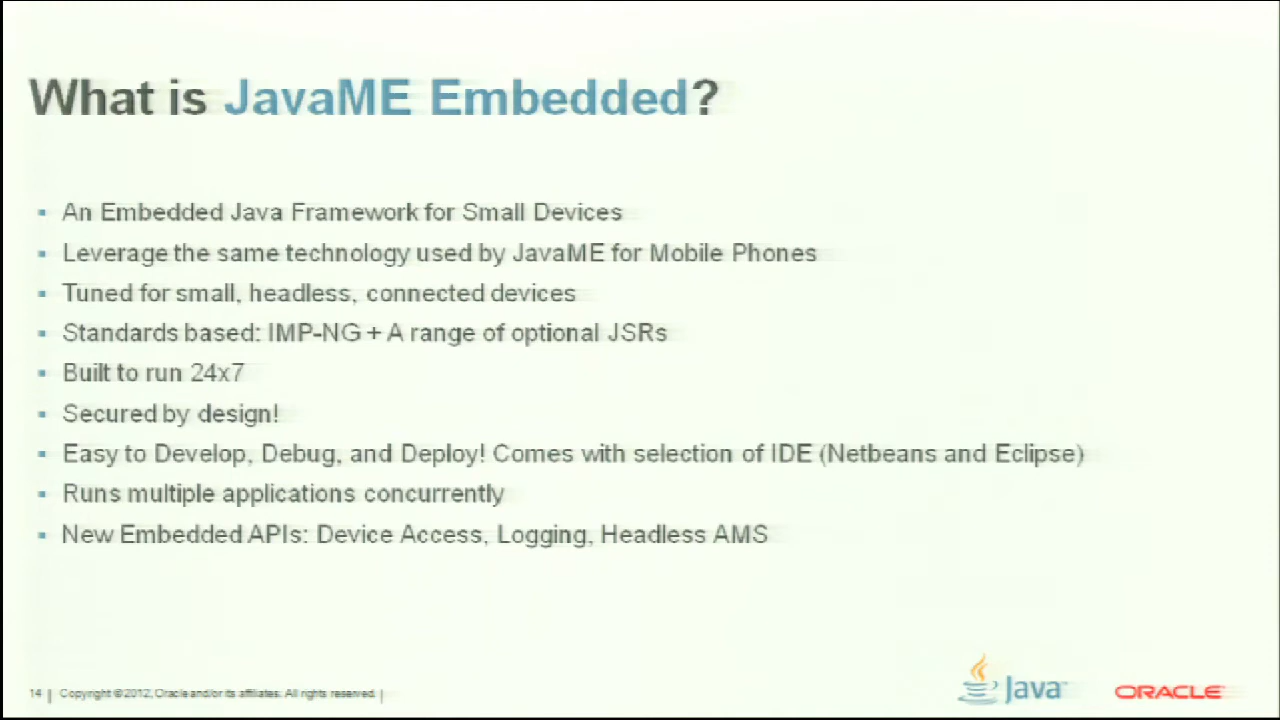 What is JavaME Embedded?
▪ An Embedded Java Framework for Small Devices
▪ Leverage the same technology used by JavaME for Mobile Phones
▪ Tuned for small, headless, connected devices
▪ Standards based: IMP-NG + A range of optional JSRs
▪ Built to run 24x7
▪ Secured by design!
▪ Easy to Develop, Debug, and Deploy! Comes with selection of IDE (Netbeans and Eclipse)
▪ Runs multiple applications concurrently
▪ New Embedded APIs: Device Access, Logging, Headless AMS
14 | Copyright © 2012, Oracle and/or its affiliates. All rights reserved. |
Java
ORACLE